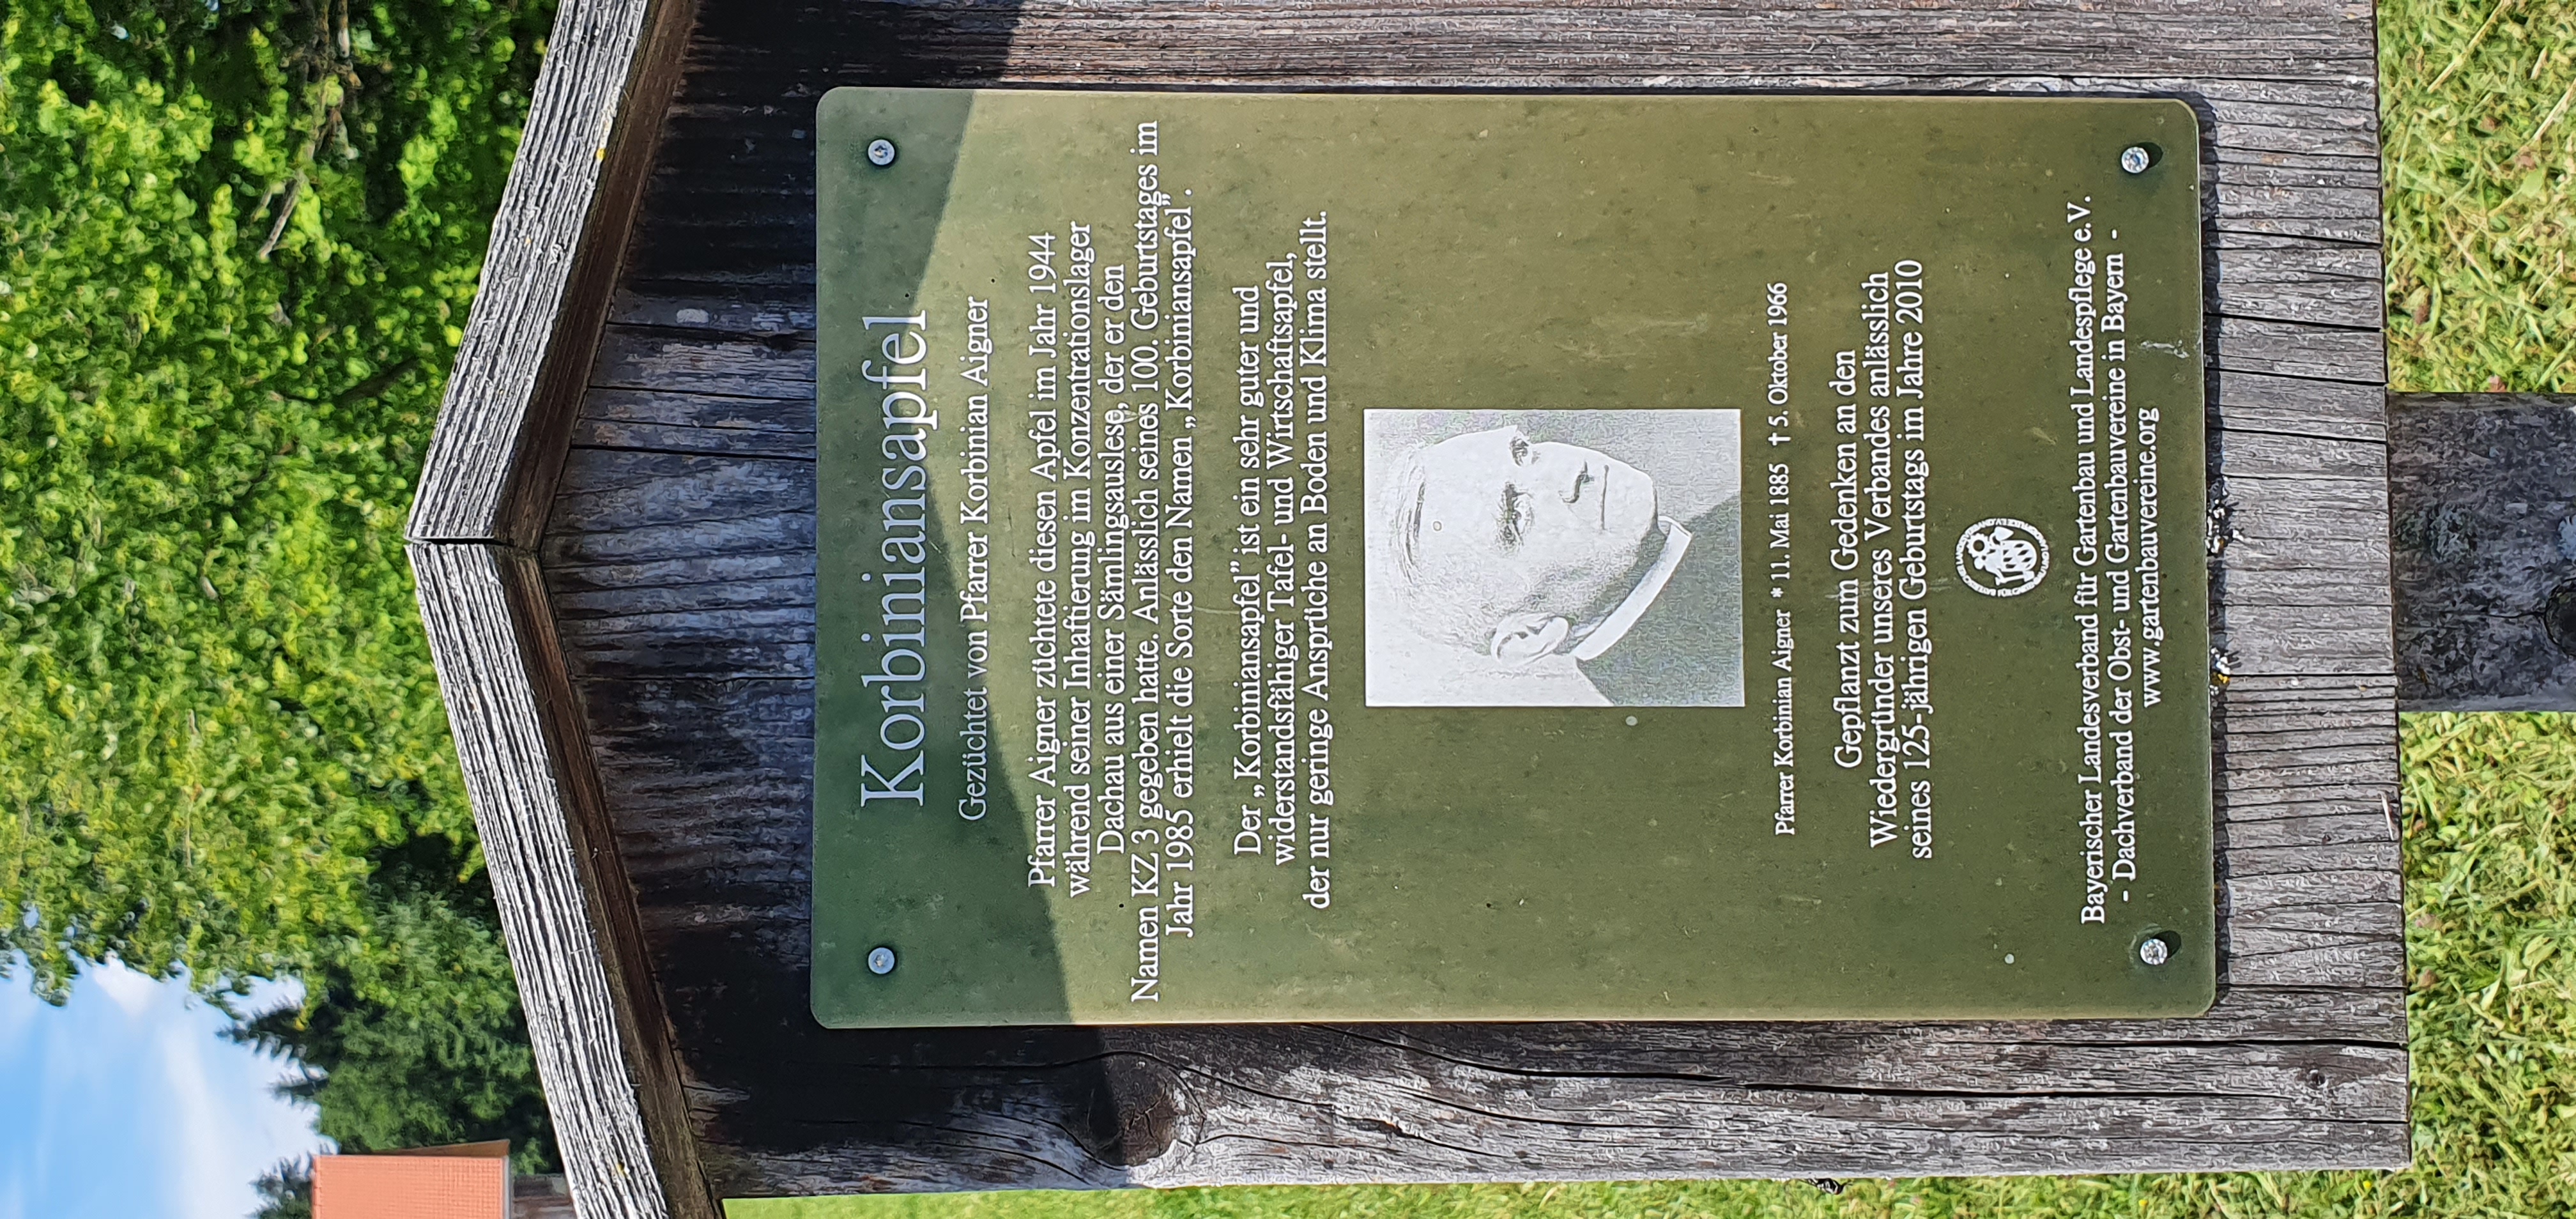 Korbiniansapfel
Gezüchtet von Pfarrer Korbinian Aigner
Pfarrer Aigner züchtete diesen Apfel im Jahr 1944
während seiner Inhaftierung im Konzentrationslager
Dachau aus einer Sämlingsauslese, der er den
Namen KZ 3 gegeben hatte. Anlässlich seines 100. Geburtstages im
Jahr 1985 erhielt die Sorte den Namen „Korbiniansapfel”.
Der „Korbiniansapfel” ist ein sehr guter und
widerstandsfähiger Tafel- und Wirtschaftsapfel,
der nur geringe Ansprüche an Boden und Klima stellt.
Pfarrer Korbinian Aigner * 11. Mai 1885 † 5. Oktober 1966
Gepflanzt zum Gedenken an den
Wiedergründer unseres Verbandes anlässlich
seines 125-jährigen Geburtstags im Jahre 2010
Bayerischer Landesverband für Gartenbau und Landespflege e.V.
- Dachverband der Obst- und Gartenbauvereine in Bayern -
www.gartenbauvereine.org